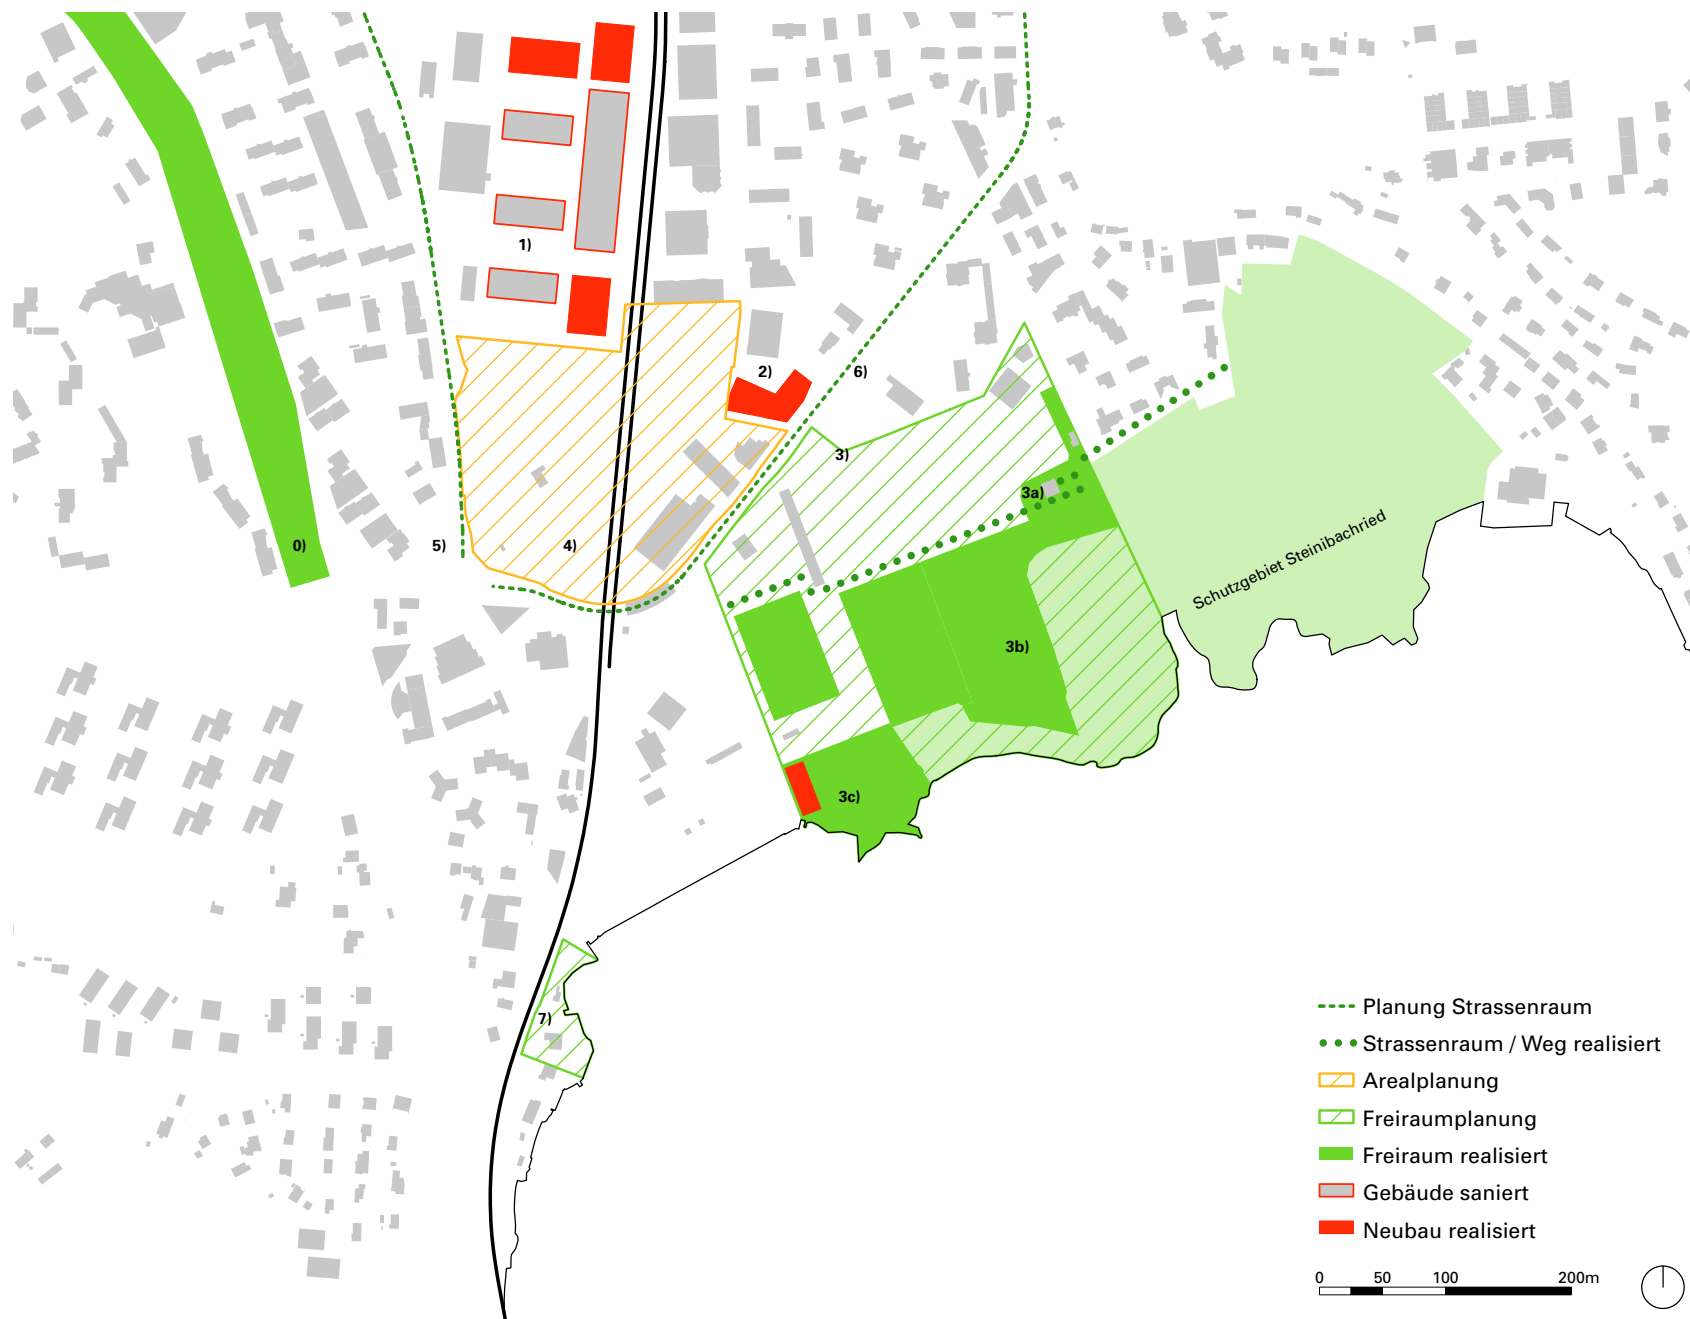 1)
2)
6)
3)
3a)
0)
5)
4)
Schutzgebiet Steinibachried
3b)
3c)
7)
Planung Strassenraum
Strassenraum / Weg realisiert
Arealplanung
Freiraumplanung
Freiraum realisiert
Gebäude saniert
Neubau realisiert
0 50 100 200m